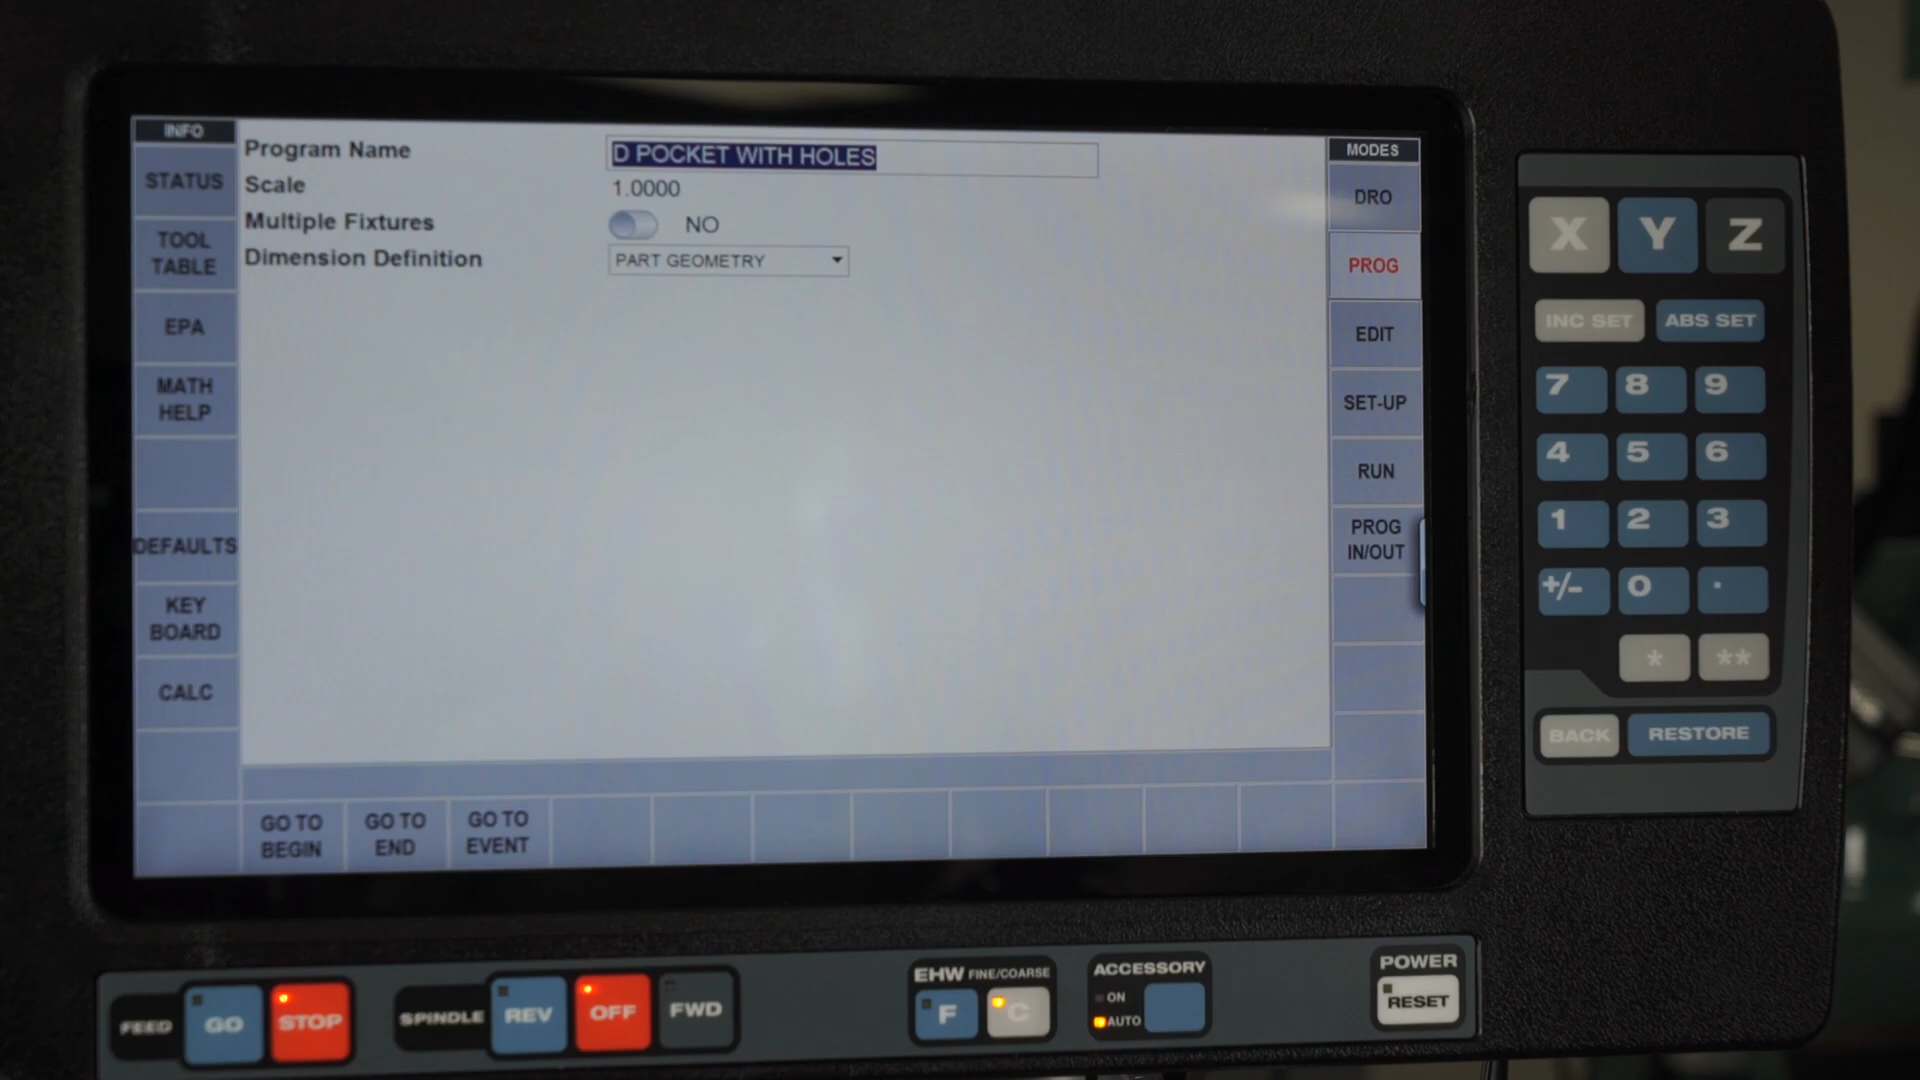 INFO
STATUS
TOOL
TABLE
EPA
MATH
HELP
DEFAULTS
KEY
BOARD
CALC
Program Name
D POCKET WITH HOLES
Scale
1.0000
Multiple Fixtures
NO
Dimension Definition
PART GEOMETRY
MODES
DRO
PROG
EDIT
SET-UP
RUN
PROG
IN/OUT
GO TO
BEGIN
GO TO
END
GO TO
EVENT
X Y Z
INC SET ABS SET
7 8 9
4 5 6
1 2 3
+/- 0 .
* **
BACK RESTORE
FEED GO STOP
SPINDLE REV OFF FWD
EHW FINE/COARSE
F C
ACCESSORY
ON
AUTO
POWER
RESET